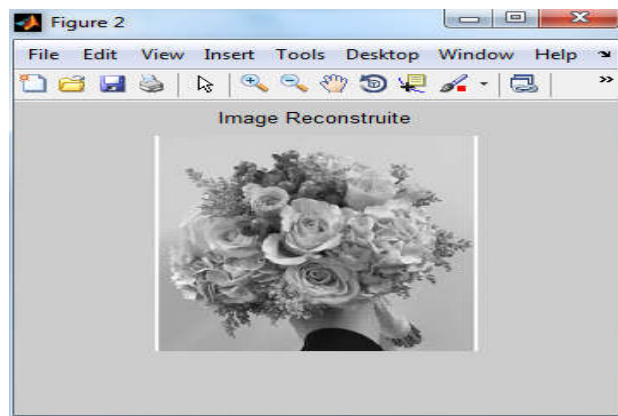 Figure 2
File Edit View Insert Tools Desktop Window Help
Image Reconstruite